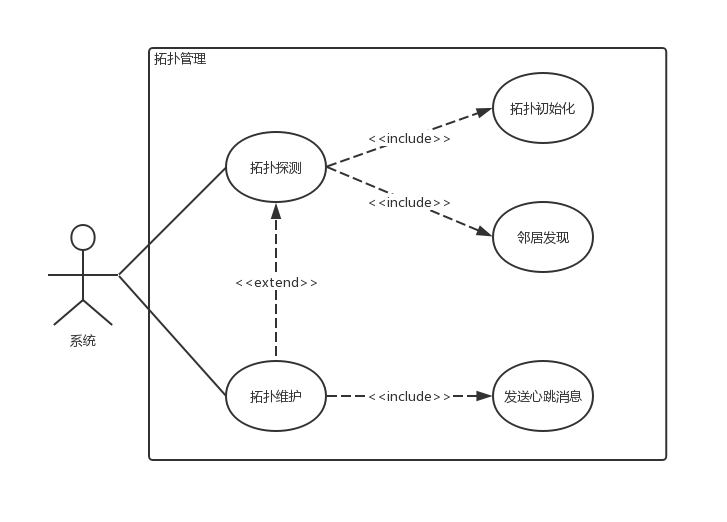 拓扑管理
拓扑初始化
<<include>>
拓扑探测
<<include>>
邻居发现
<<extend>>
系统
拓扑维护
<<include>>
发送心跳消息